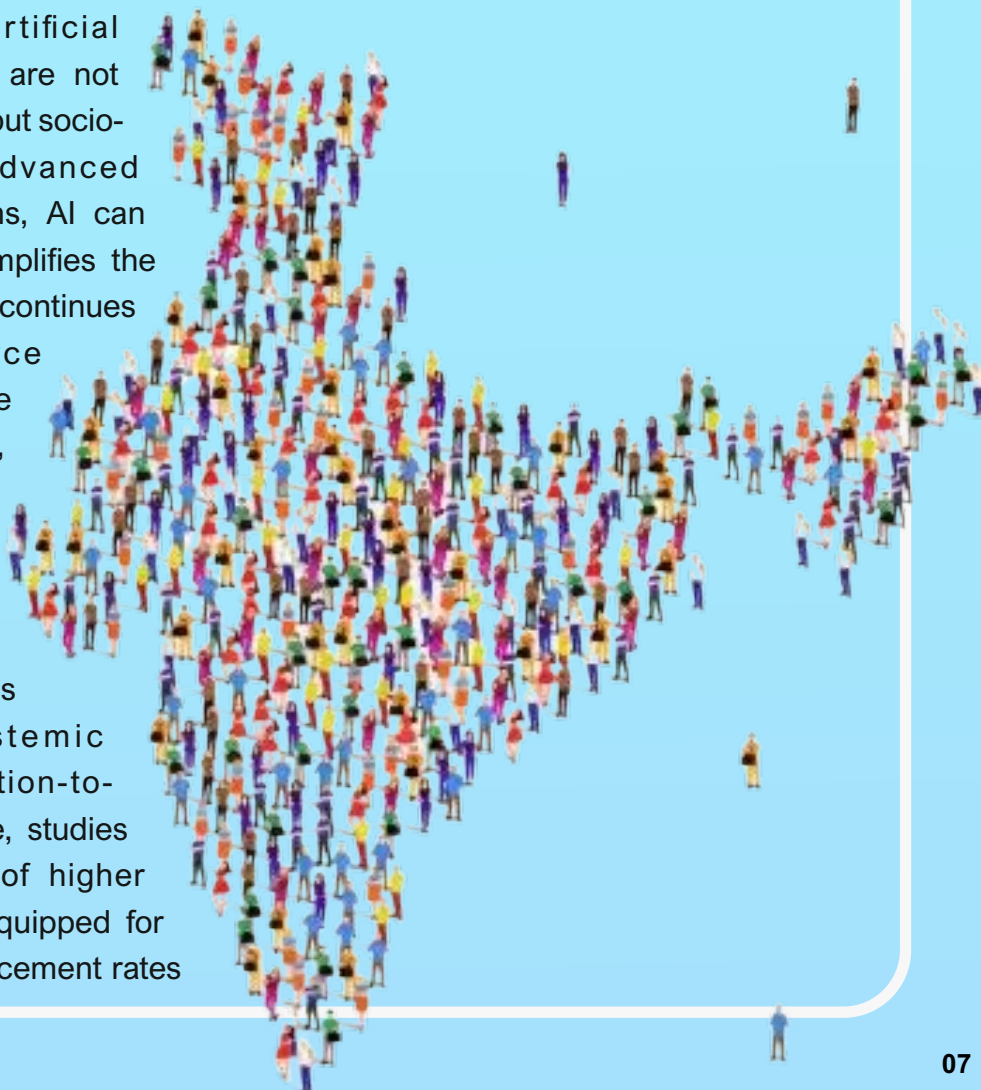 rtificial
are not
out socio-
dvanced
ns, AI can
mplifies the
continues
ce
e
,
s
temic
tion-to-
e, studies
of higher
quipped for
cement rates
07